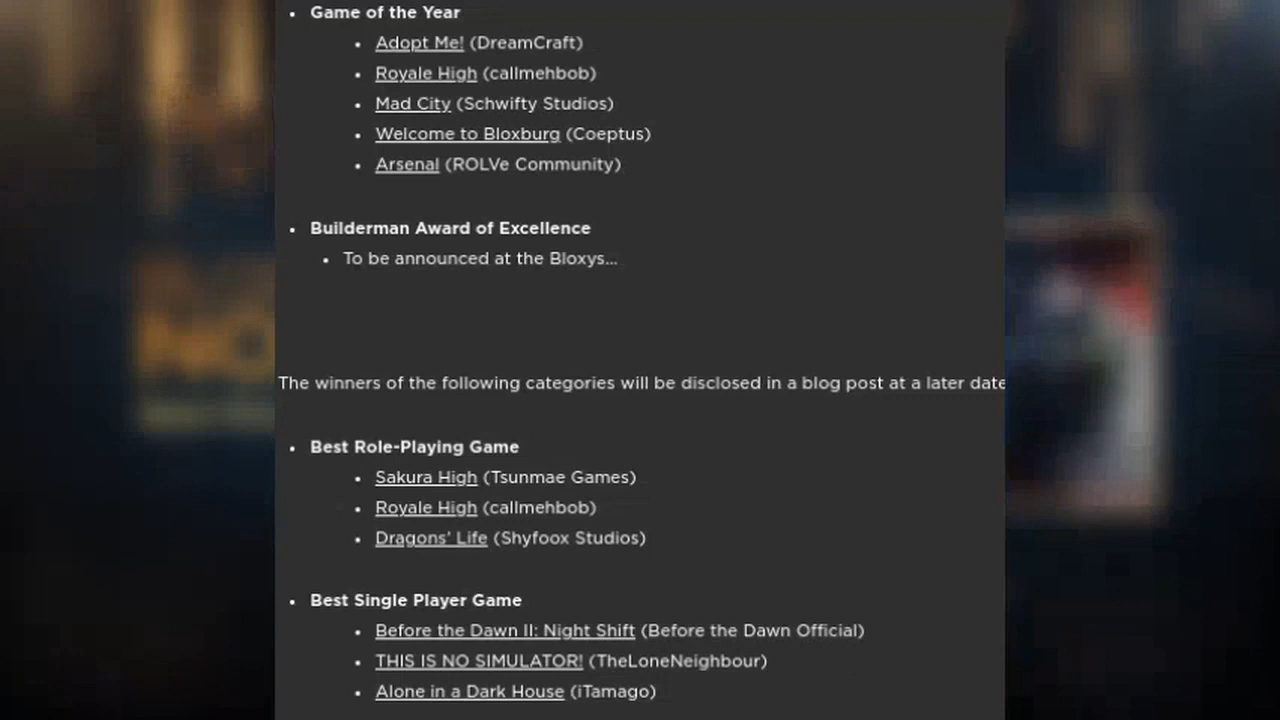 Game of the Year
Adopt Me! (DreamCraft)
Royale High (callmehbob)
Mad City (Schwifty Studios)
Welcome to Bloxburg (Coeptus)
Arsenal (ROLVe Community)
Builderman Award of Excellence
To be announced at the Bloxys...
The winners of the following categories will be disclosed in a blog post at a later date
Best Role-Playing Game
Sakura High (Tsunmae Games)
Royale High (callmehbob)
Dragons' Life (Shyfoox Studios)
Best Single Player Game
Before the Dawn II: Night Shift (Before the Dawn Official)
THIS IS NO SIMULATOR! (TheLoneNeighbour)
Alone in a Dark House (iTamago)